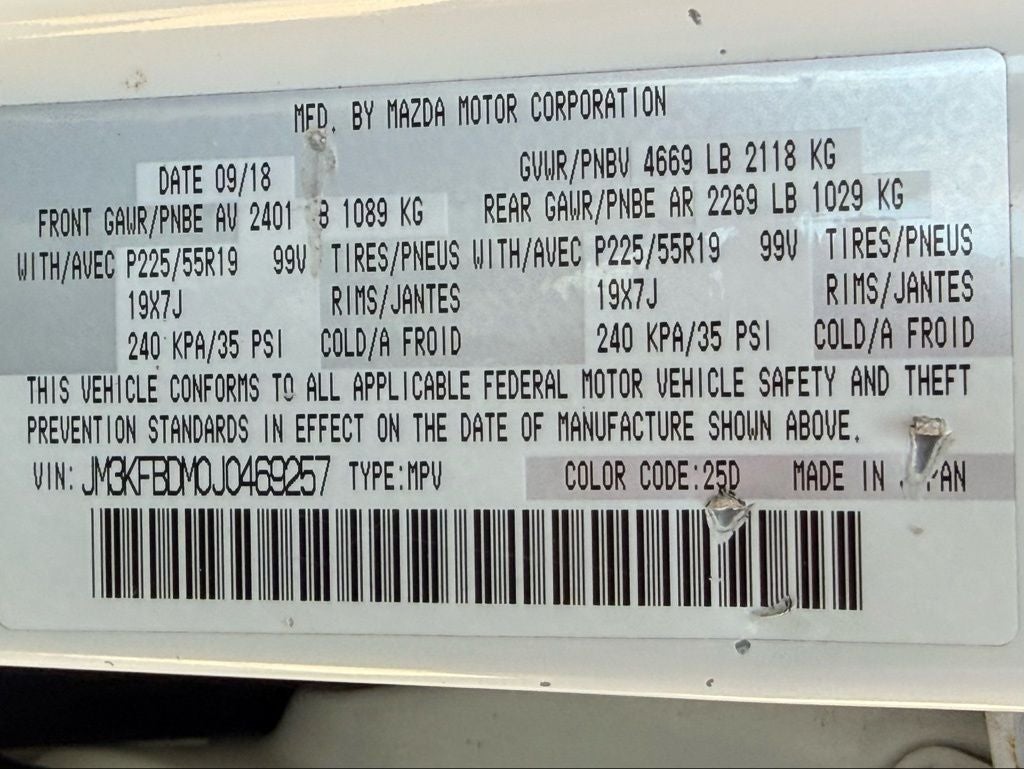 MFD. BY MAZDA MOTOR CORPORATION
DATE 09/18 GVWR/PNBV 4669 LB 2118 KG
FRONT GAWR/PNBE AV 2401 B 1089 KG REAR GAWR/PNBE AR 2269 LB 1029 KG
WITH/AVEC P225/55R19 99V TIRES/PNEUS WITH/AVEC P225/55R19 99V TIRES/PNEUS
19X7J RIMS/JANTES 19X7J RIMS/JANTES
240 KPA/35 PSI COLD/A FROID 240 KPA/35 PSI COLD/A FROID
THIS VEHICLE CONFORMS TO ALL APPLICABLE FEDERAL MOTOR VEHICLE SAFETY AND THEFT
PREVENTION STANDARDS IN EFFECT ON THE DATE OF MANUFACTURE SHOWN ABOVE.
VIN: JM3KFBDM0J0469257 TYPE:MPV COLOR CODE:25D MADE IN